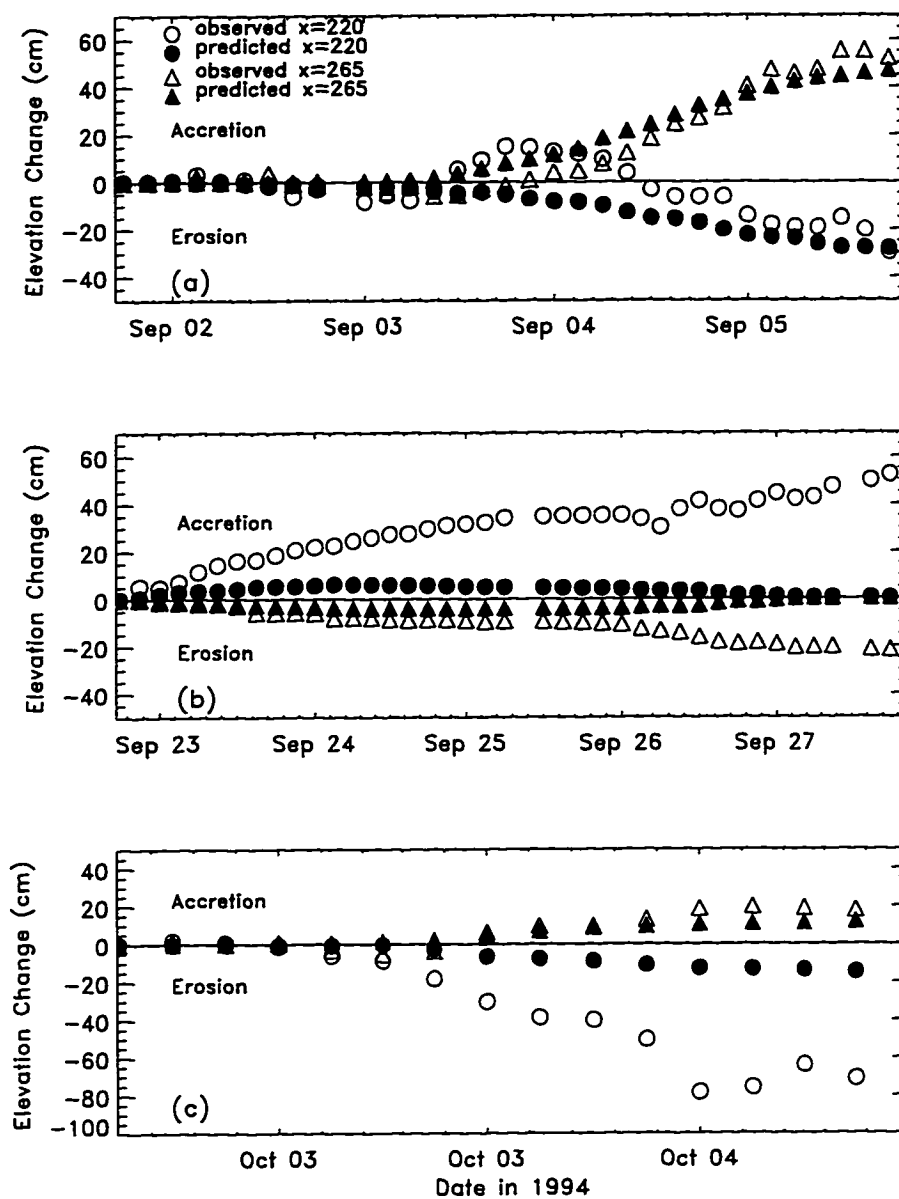 Elevation Change (cm)
60
40
20
0
−20
−40
observed x=220
predicted x=220
observed x=265
predicted x=265
Accretion
Erosion
(a)
Sep 02
Sep 03
Sep 04
Sep 05
Elevation Change (cm)
60
40
20
0
−20
−40
Accretion
Erosion
(b)
Sep 23
Sep 24
Sep 25
Sep 26
Sep 27
Elevation Change (cm)
40
20
0
−20
−40
−60
−80
−100
Accretion
Erosion
(c)
Oct 03
Oct 03
Oct 04
Date in 1994